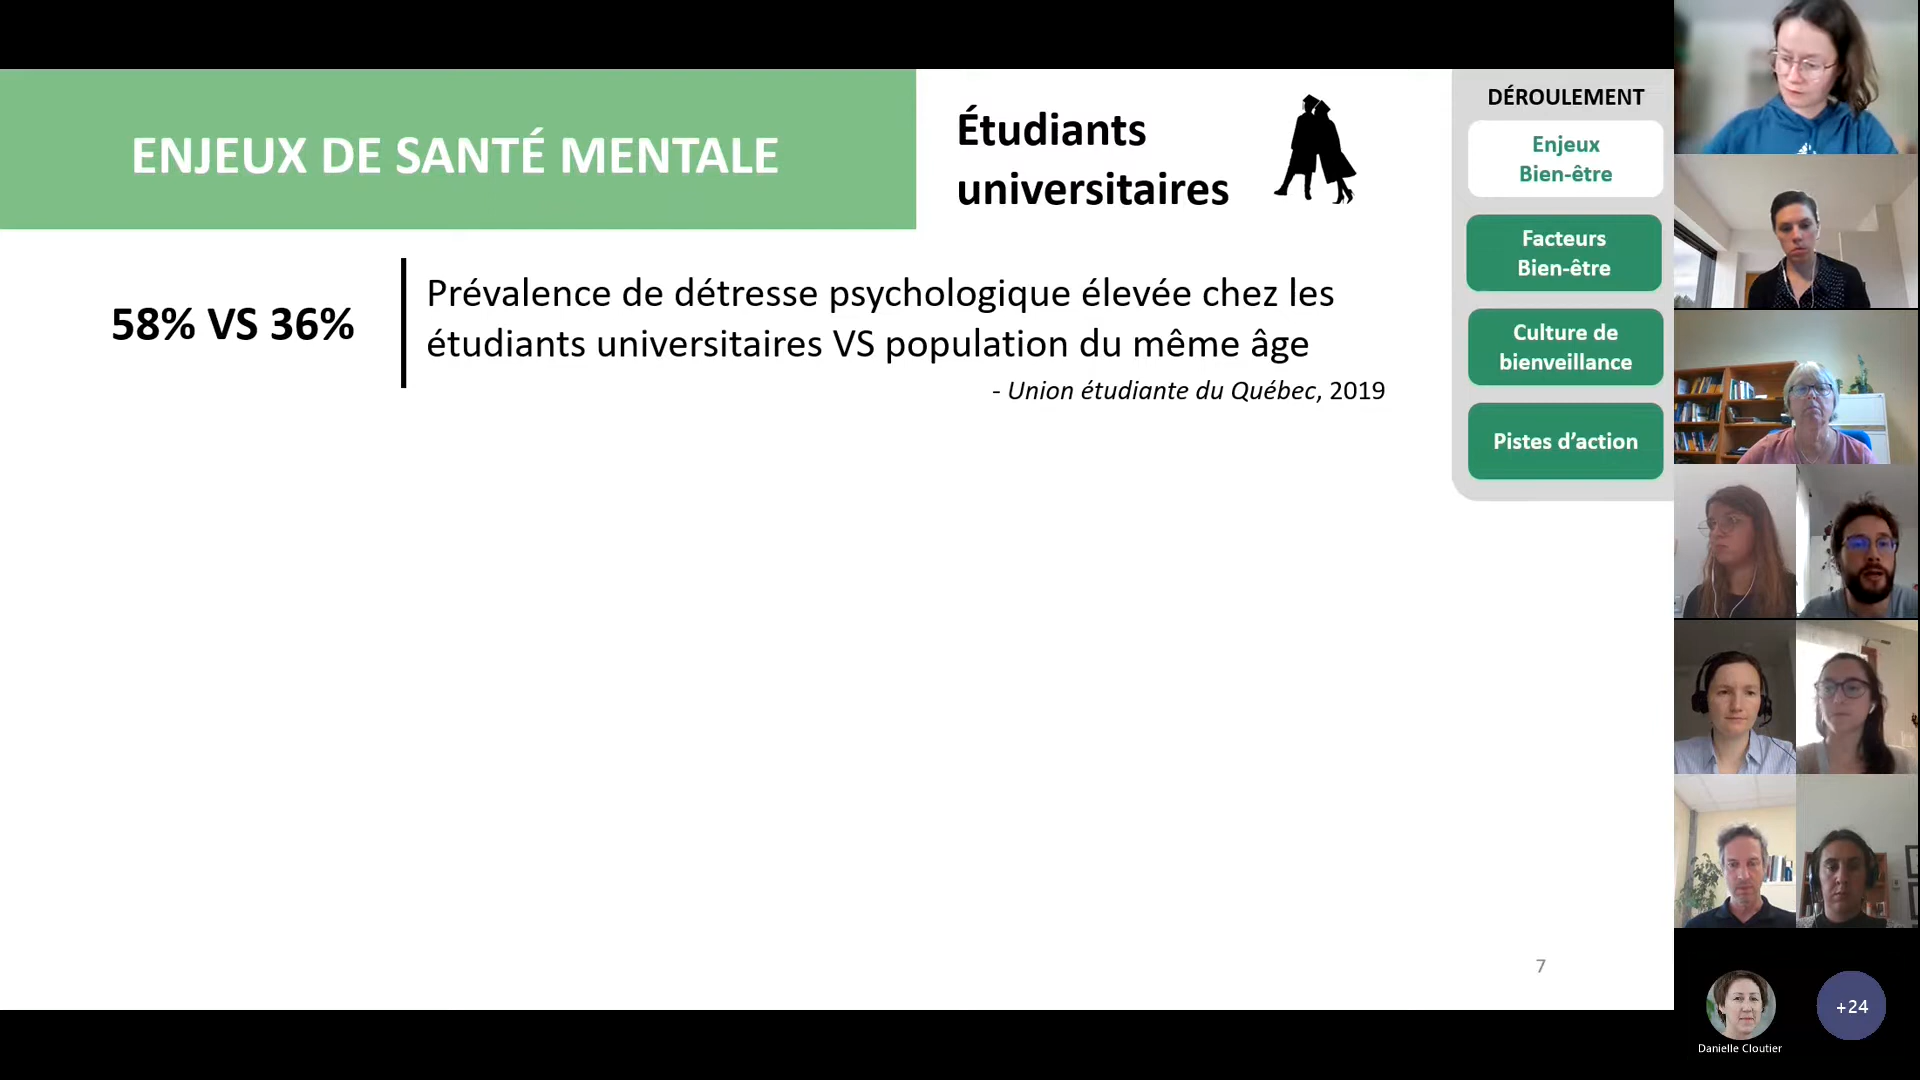 ENJEUX DE SANTÉ MENTALE
Étudiants
universitaires
58% VS 36%
Prévalence de détresse psychologique élevée chez les
étudiants universitaires VS population du même âge
- Union étudiante du Québec, 2019
DÉROULEMENT
Enjeux
Bien-être
Facteurs
Bien-être
Culture de
bienveillance
Pistes d’action
7
Danielle Cloutier
+24